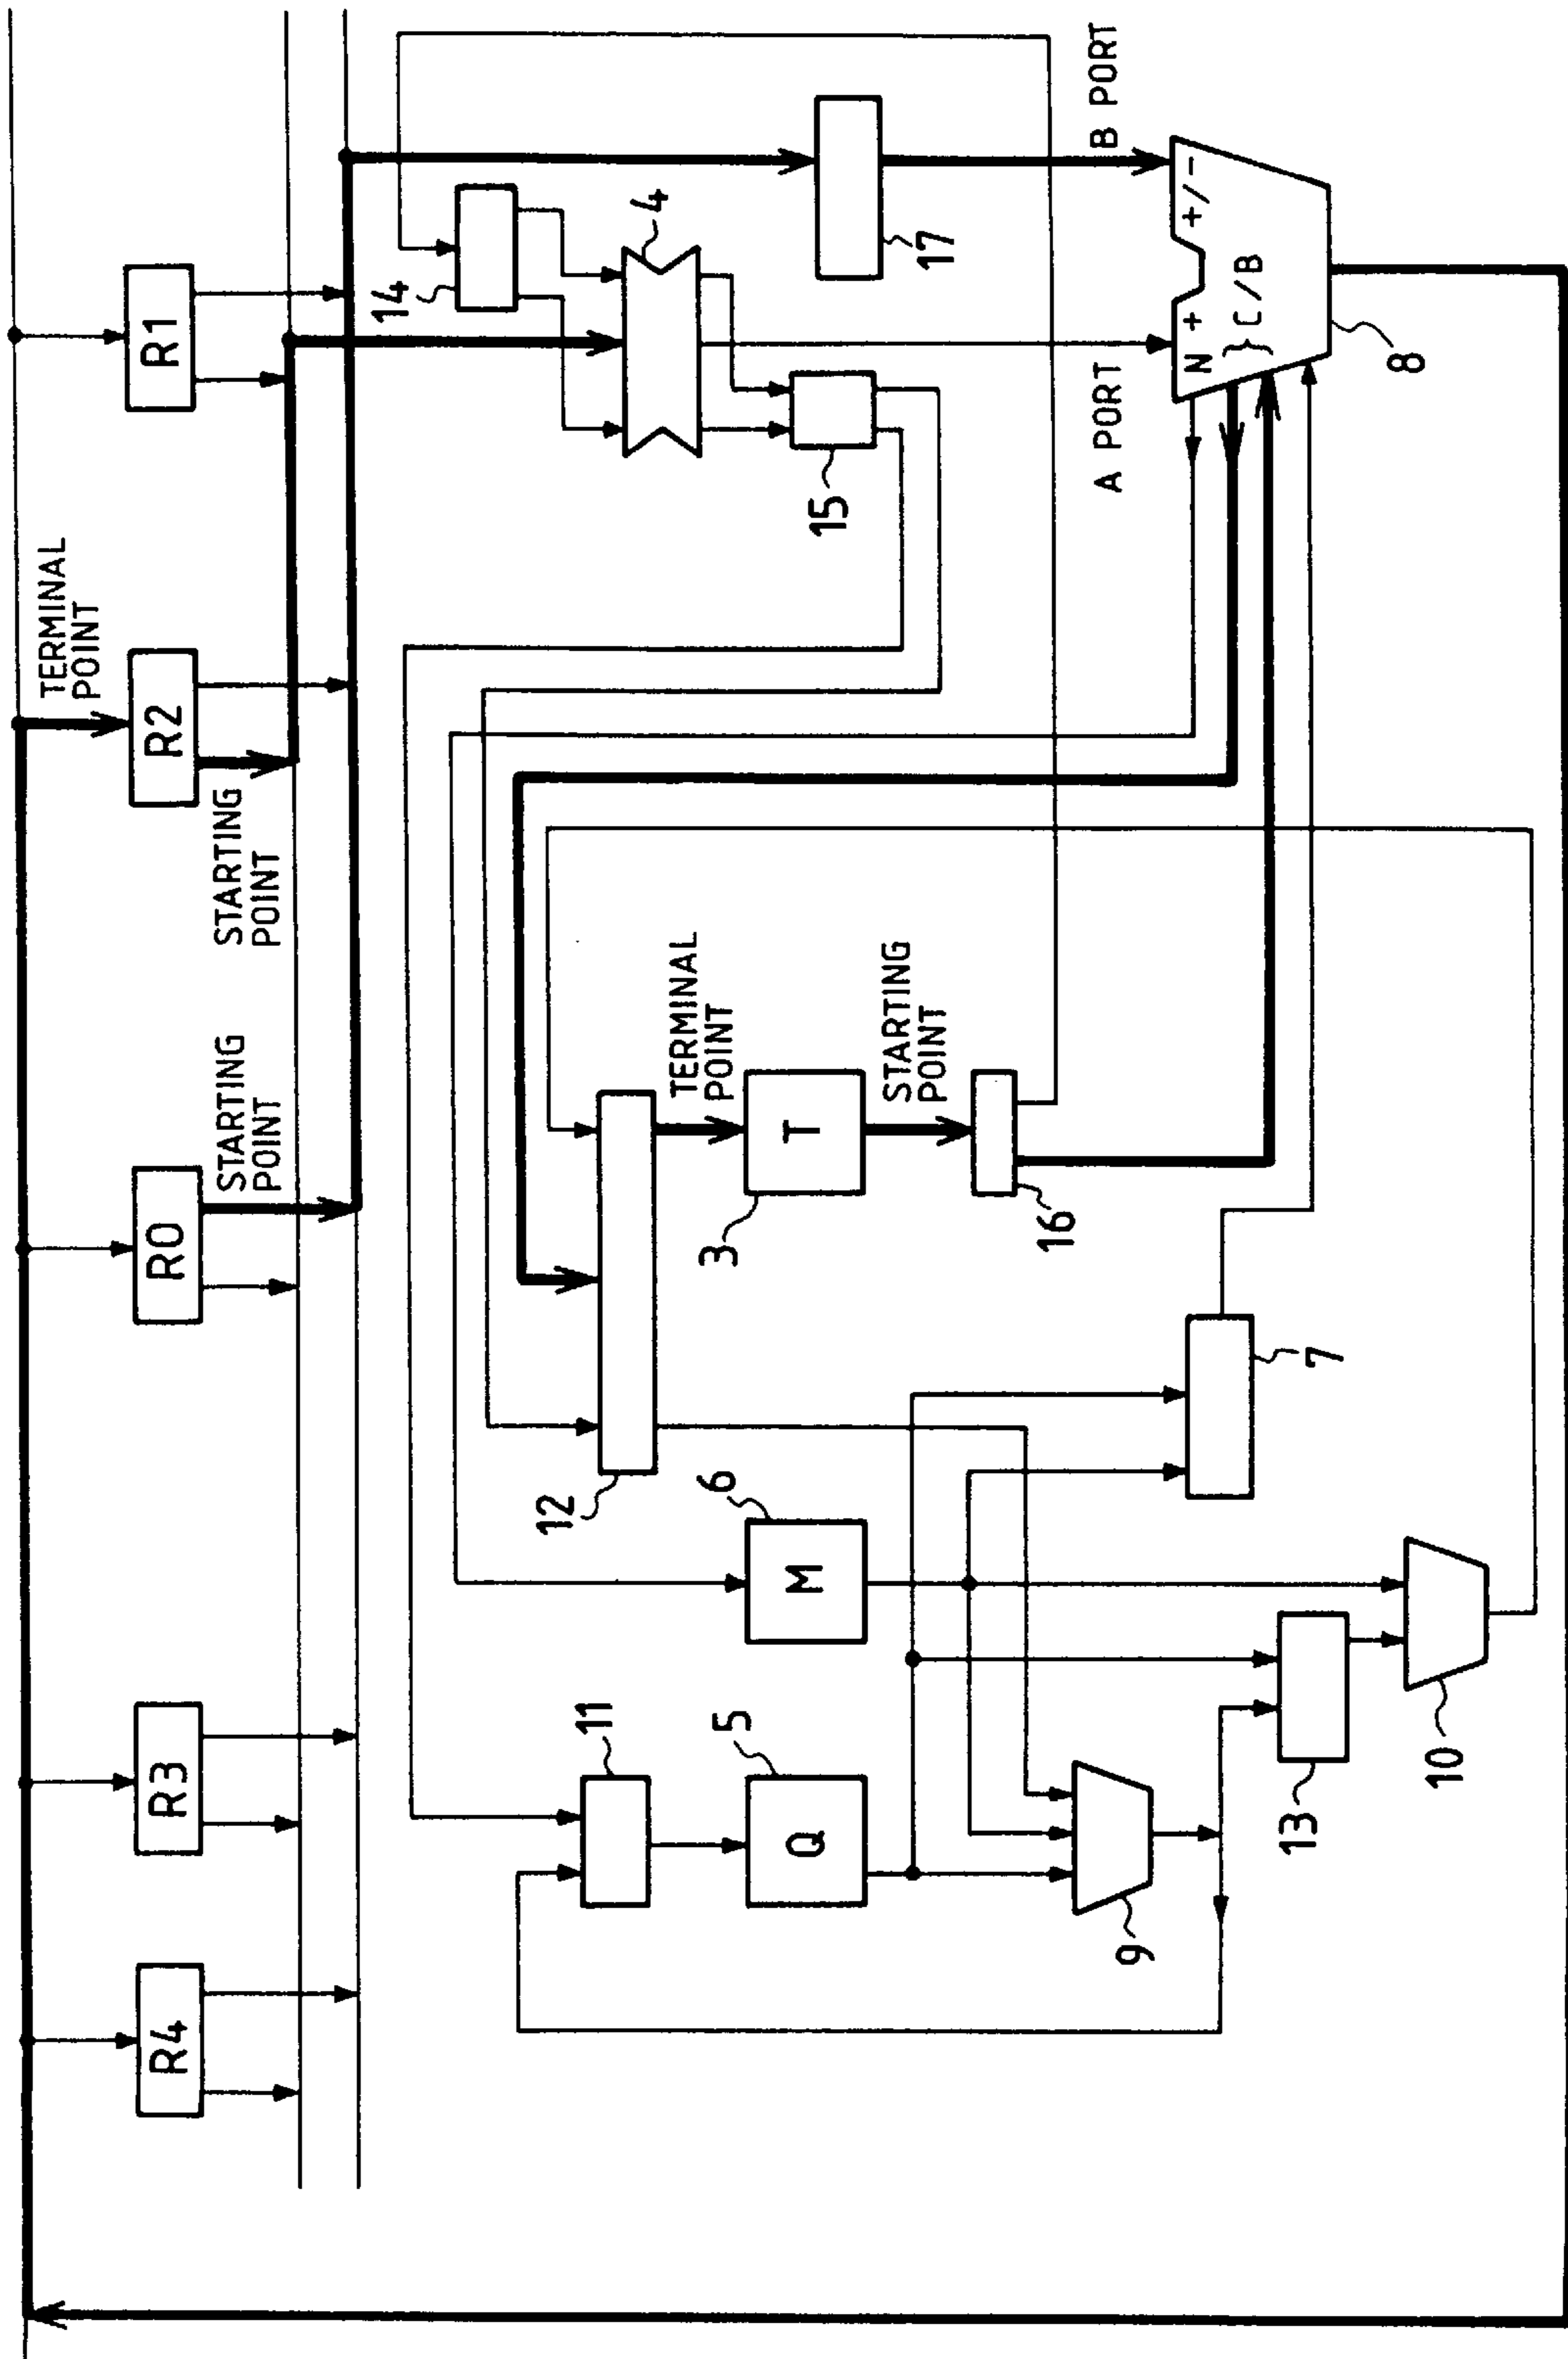 R4
R3
R0
R2
R1
TERMINAL
POINT
STARTING
POINT
STARTING
POINT
14
4
17
B PORT
15
A PORT
N
+
+/-
} C/B
8
11
5
Q
6
M
12
TERMINAL
POINT
3
T
STARTING
POINT
16
7
9
13
10